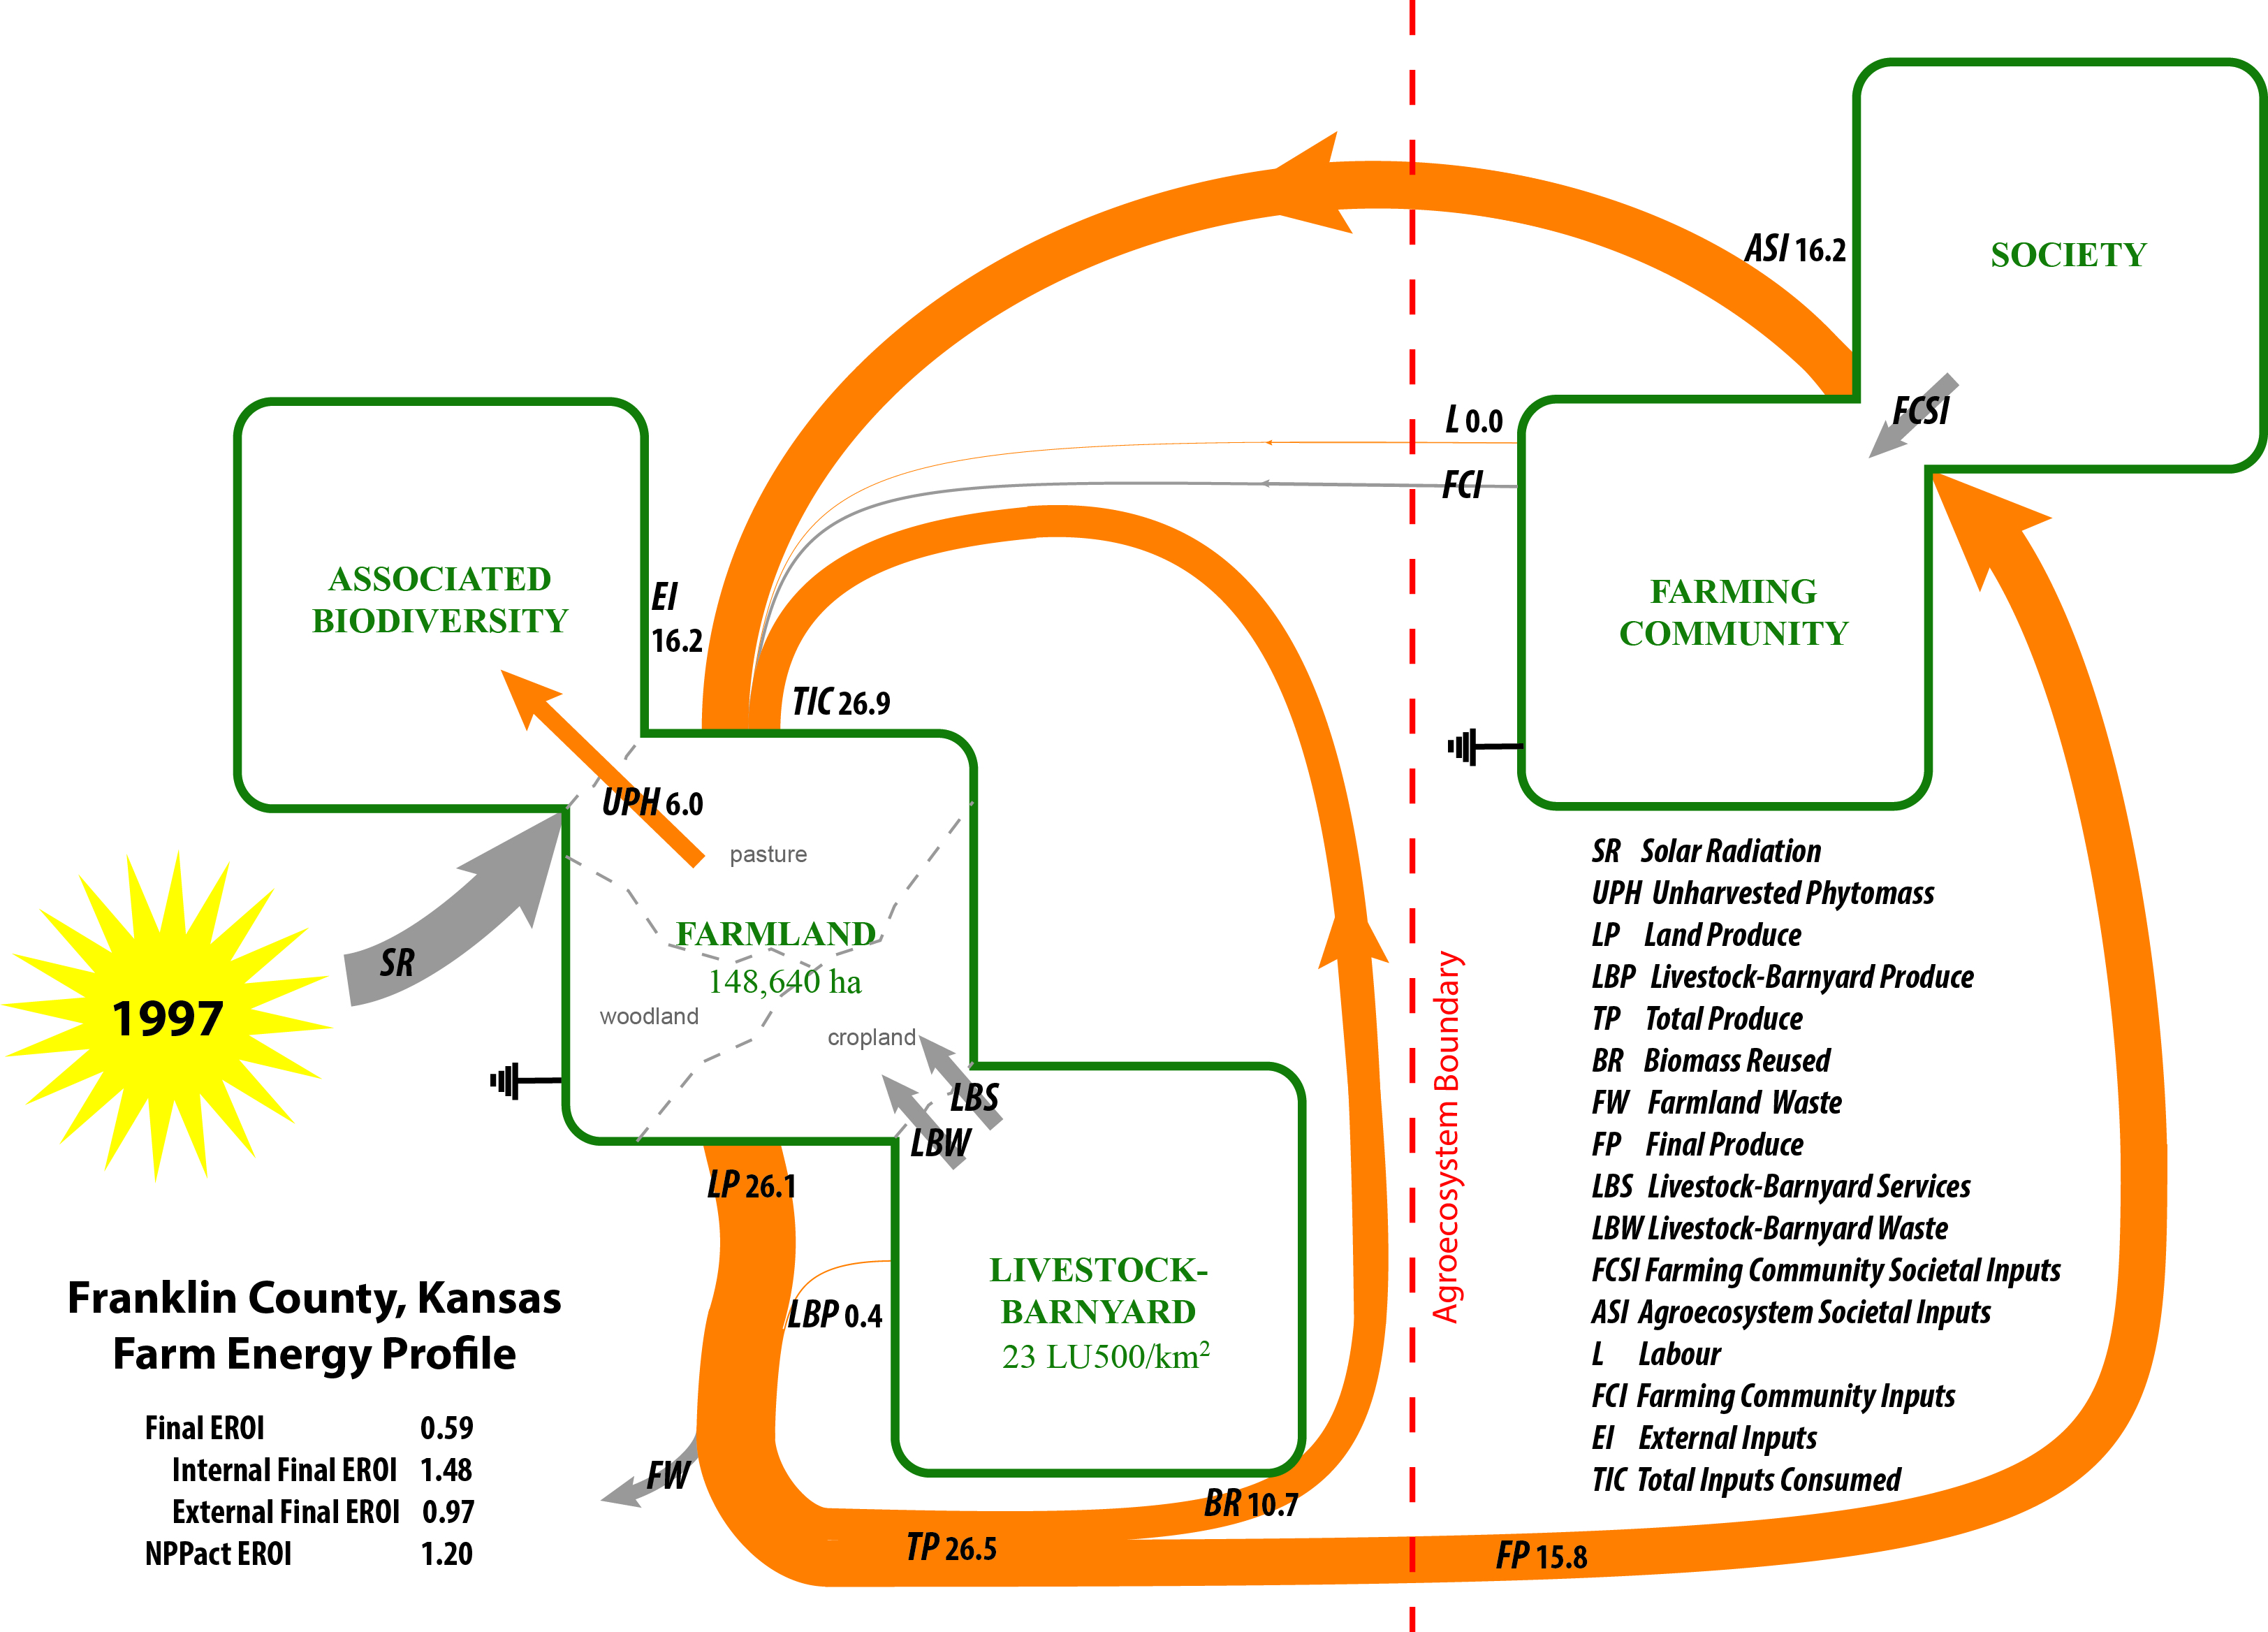 SOCIETY
ASI 16.2
FCSI
L 0.0
FCI
ASSOCIATED
BIODIVERSITY
EI
16.2
FARMING
COMMUNITY
TIC 26.9
UPH 6.0
pasture
FARMLAND
148,640 ha
woodland
cropland
SR
1997
LBS
LBW
LP 26.1
LBP 0.4
LIVESTOCK-
BARNYARD
23 LU500/km²
Agroecosystem Boundary
FW
BR 10.7
TP 26.5
FP 15.8
SR Solar Radiation
UPH Unharvested Phytomass
LP Land Produce
LBP Livestock-Barnyard Produce
TP Total Produce
BR Biomass Reused
FW Farmland Waste
FP Final Produce
LBS Livestock-Barnyard Services
LBW Livestock-Barnyard Waste
FCSI Farming Community Societal Inputs
ASI Agroecosystem Societal Inputs
L Labour
FCI Farming Community Inputs
EI External Inputs
TIC Total Inputs Consumed
Franklin County, Kansas
Farm Energy Profile
Final EROI 0.59
Internal Final EROI 1.48
External Final EROI 0.97
NPPact EROI 1.20